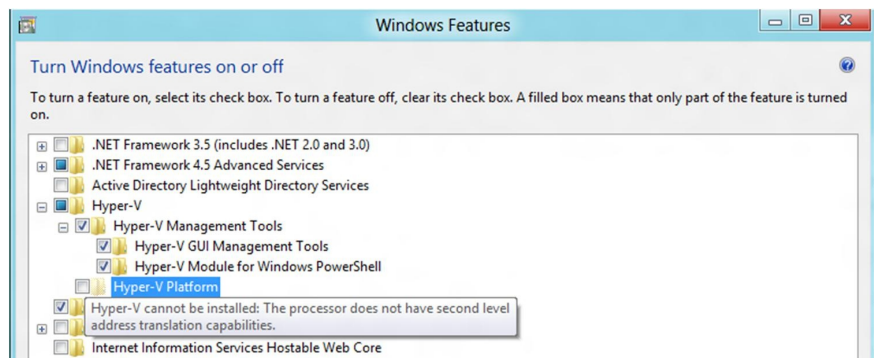 Windows Features
Turn Windows features on or off
To turn a feature on, select its check box. To turn a feature off, clear its check box. A filled box means that only part of the feature is turned
on.
.NET Framework 3.5 (includes .NET 2.0 and 3.0)
.NET Framework 4.5 Advanced Services
Active Directory Lightweight Directory Services
Hyper-V
Hyper-V Management Tools
Hyper-V GUI Management Tools
Hyper-V Module for Windows PowerShell
Hyper-V Platform
Hyper-V cannot be installed: The processor does not have second level
address translation capabilities.
Internet Information Services Hostable Web Core